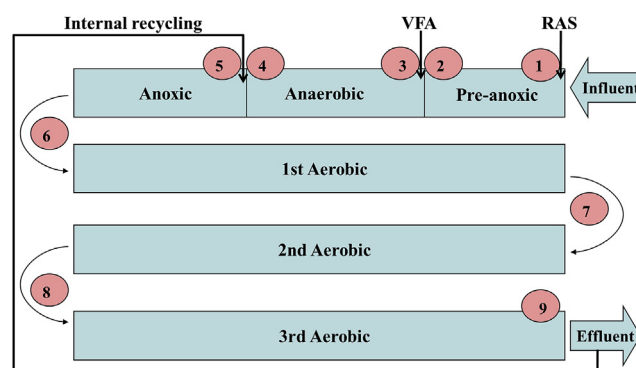 Internal recycling
VFA
RAS
5
4
3
2
1
Anoxic
Anaerobic
Pre-anoxic
Influent
6
1st Aerobic
7
2nd Aerobic
8
9
3rd Aerobic
Effluent